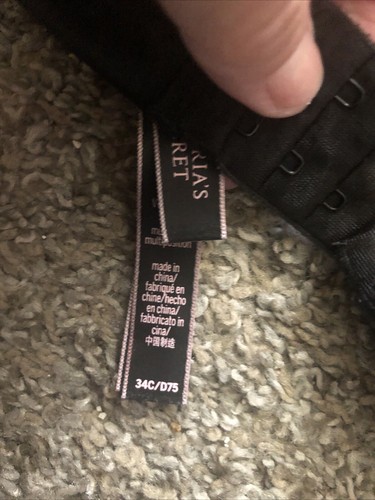 RIA'S
RET
made in
china/
fabriqué en
chine/hecho
en china/
fabbricato in
cina/
中国制造
34C/D75